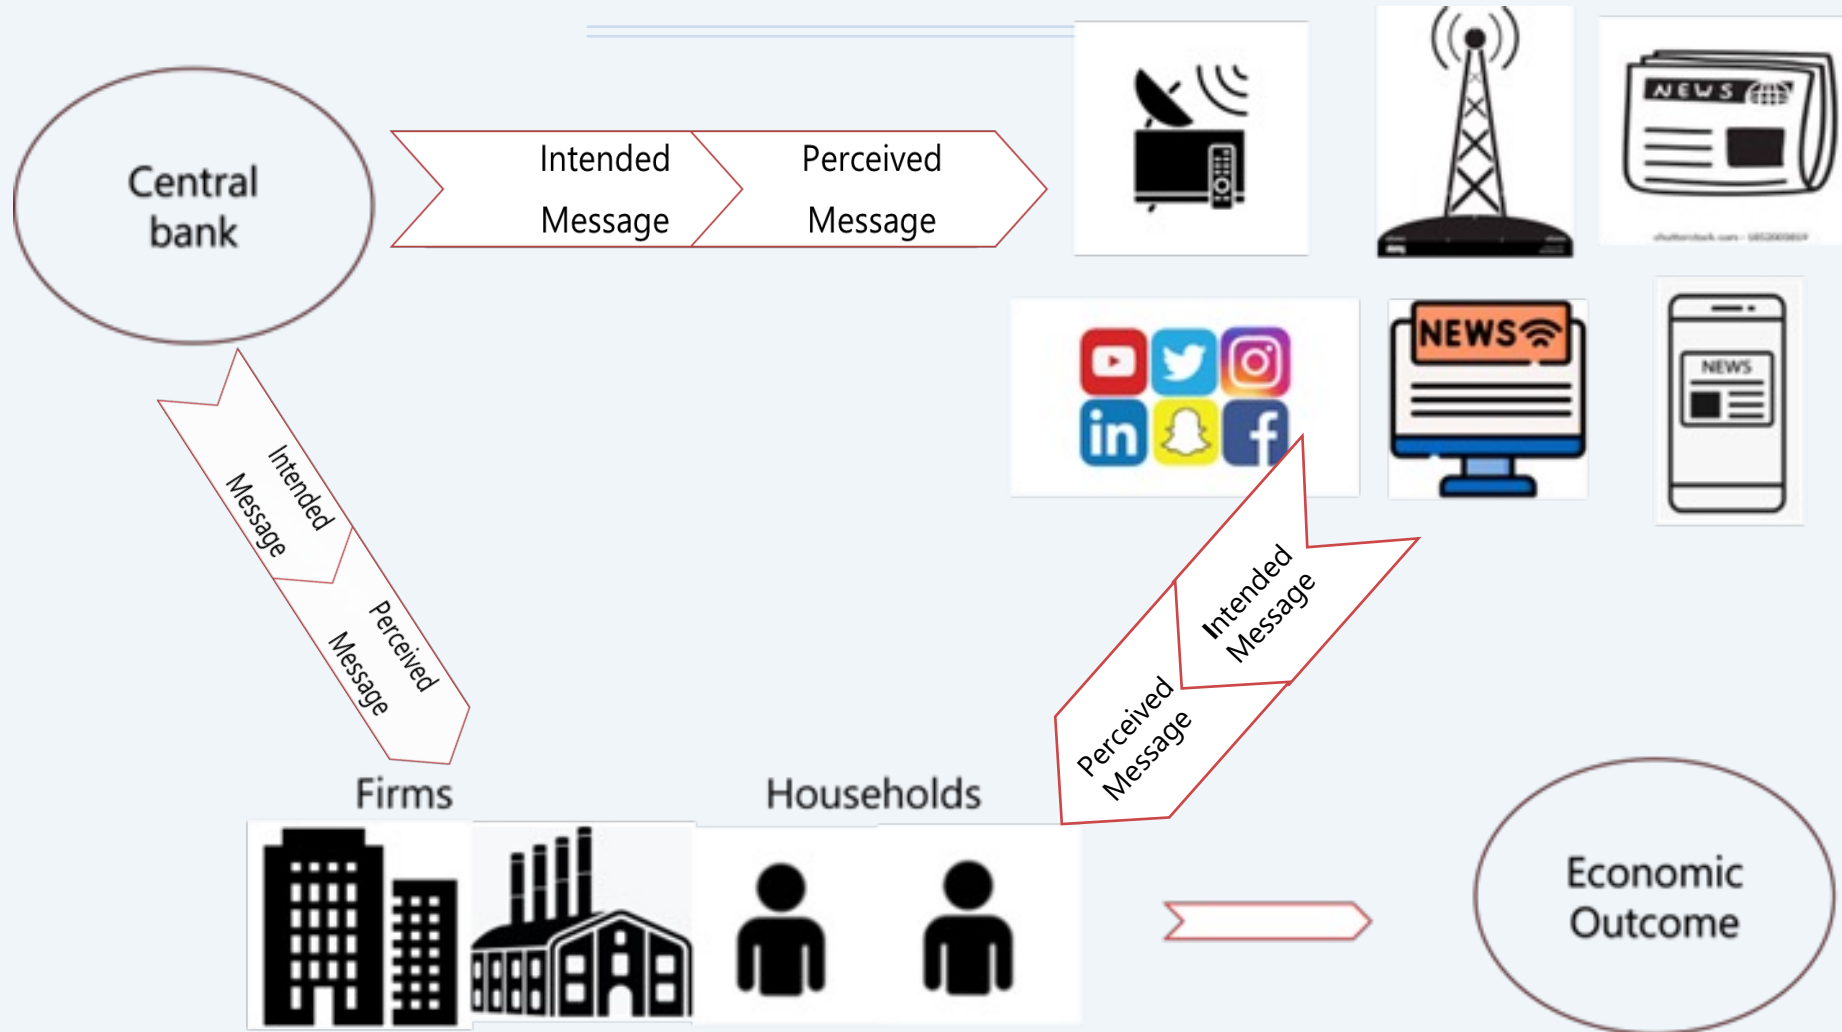 Central
bank
Intended
Message
Perceived
Message
NEWS
NEWS
NEWS
in
f
Intended
Message
Perceived
Message
Intended
Message
Perceived
Message
Firms
Households
Economic
Outcome